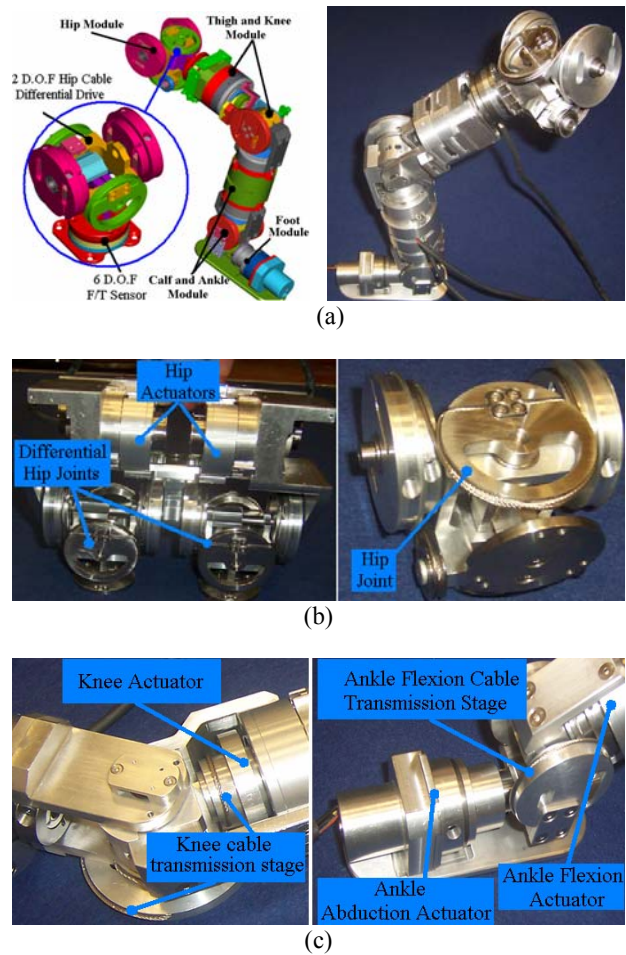 Hip Module
Thigh and Knee
Module
2 D.O.F Hip Cable
Differential Drive
Foot
Module
6 D.O.F
F/T Sensor
Calf and Ankle
Module
(a)
Hip
Actuators
Differential
Hip Joints
Hip
Joint
(b)
Knee Actuator
Knee cable
transmission stage
Ankle Flexion Cable
Transmission Stage
Ankle
Abduction Actuator
Ankle Flexion
Actuator
(c)